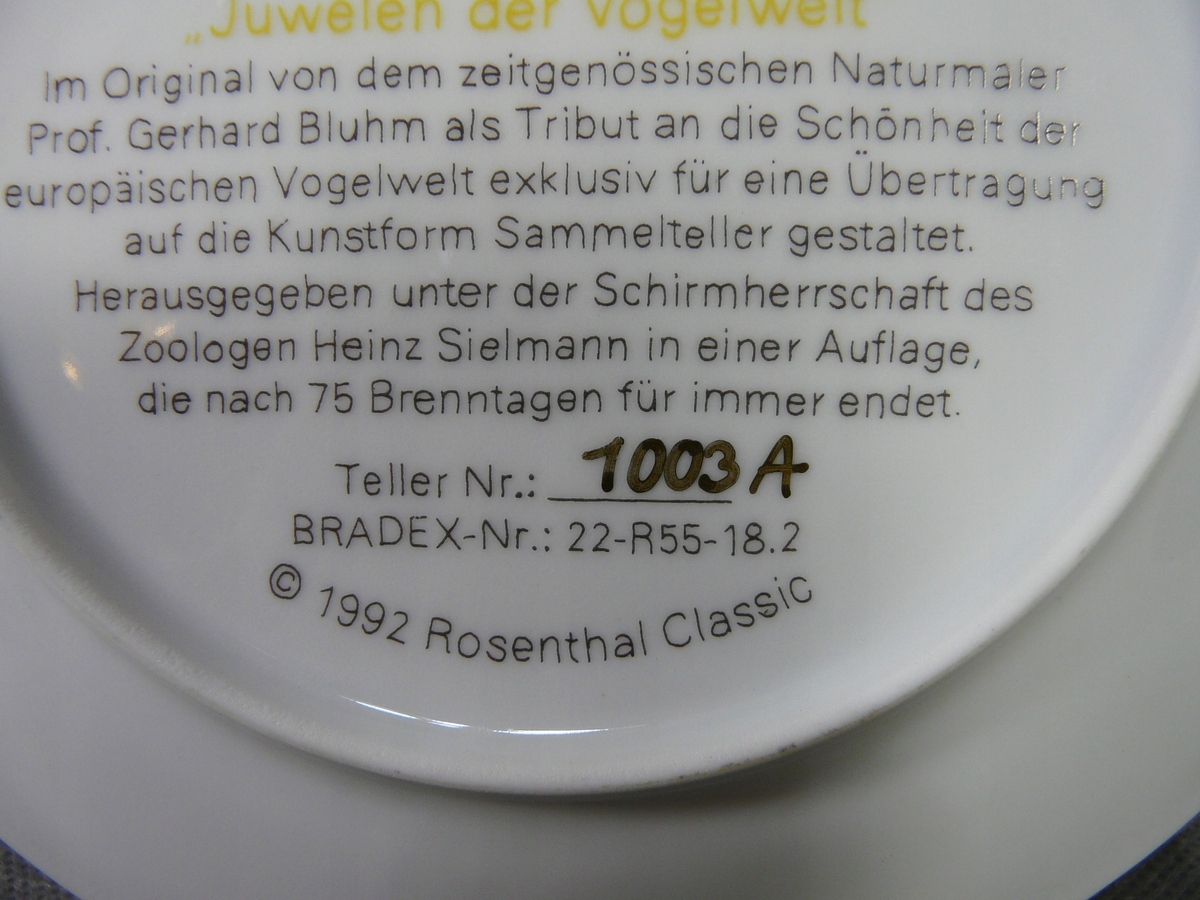 „Juwelen der Vogelwelt"
Im Original von dem zeitgenössischen Naturmaler
Prof. Gerhard Bluhm als Tribut an die Schönheit der
europäischen Vogelwelt exklusiv für eine Übertragung
auf die Kunstform Sammelteller gestaltet.
Herausgegeben unter der Schirmherrschaft des
Zoologen Heinz Sielmann in einer Auflage,
die nach 75 Brenntagen für immer endet.
Teller Nr.: 1003 A
BRADEX-Nr.: 22-R55-18.2
© 1992 Rosenthal Classic